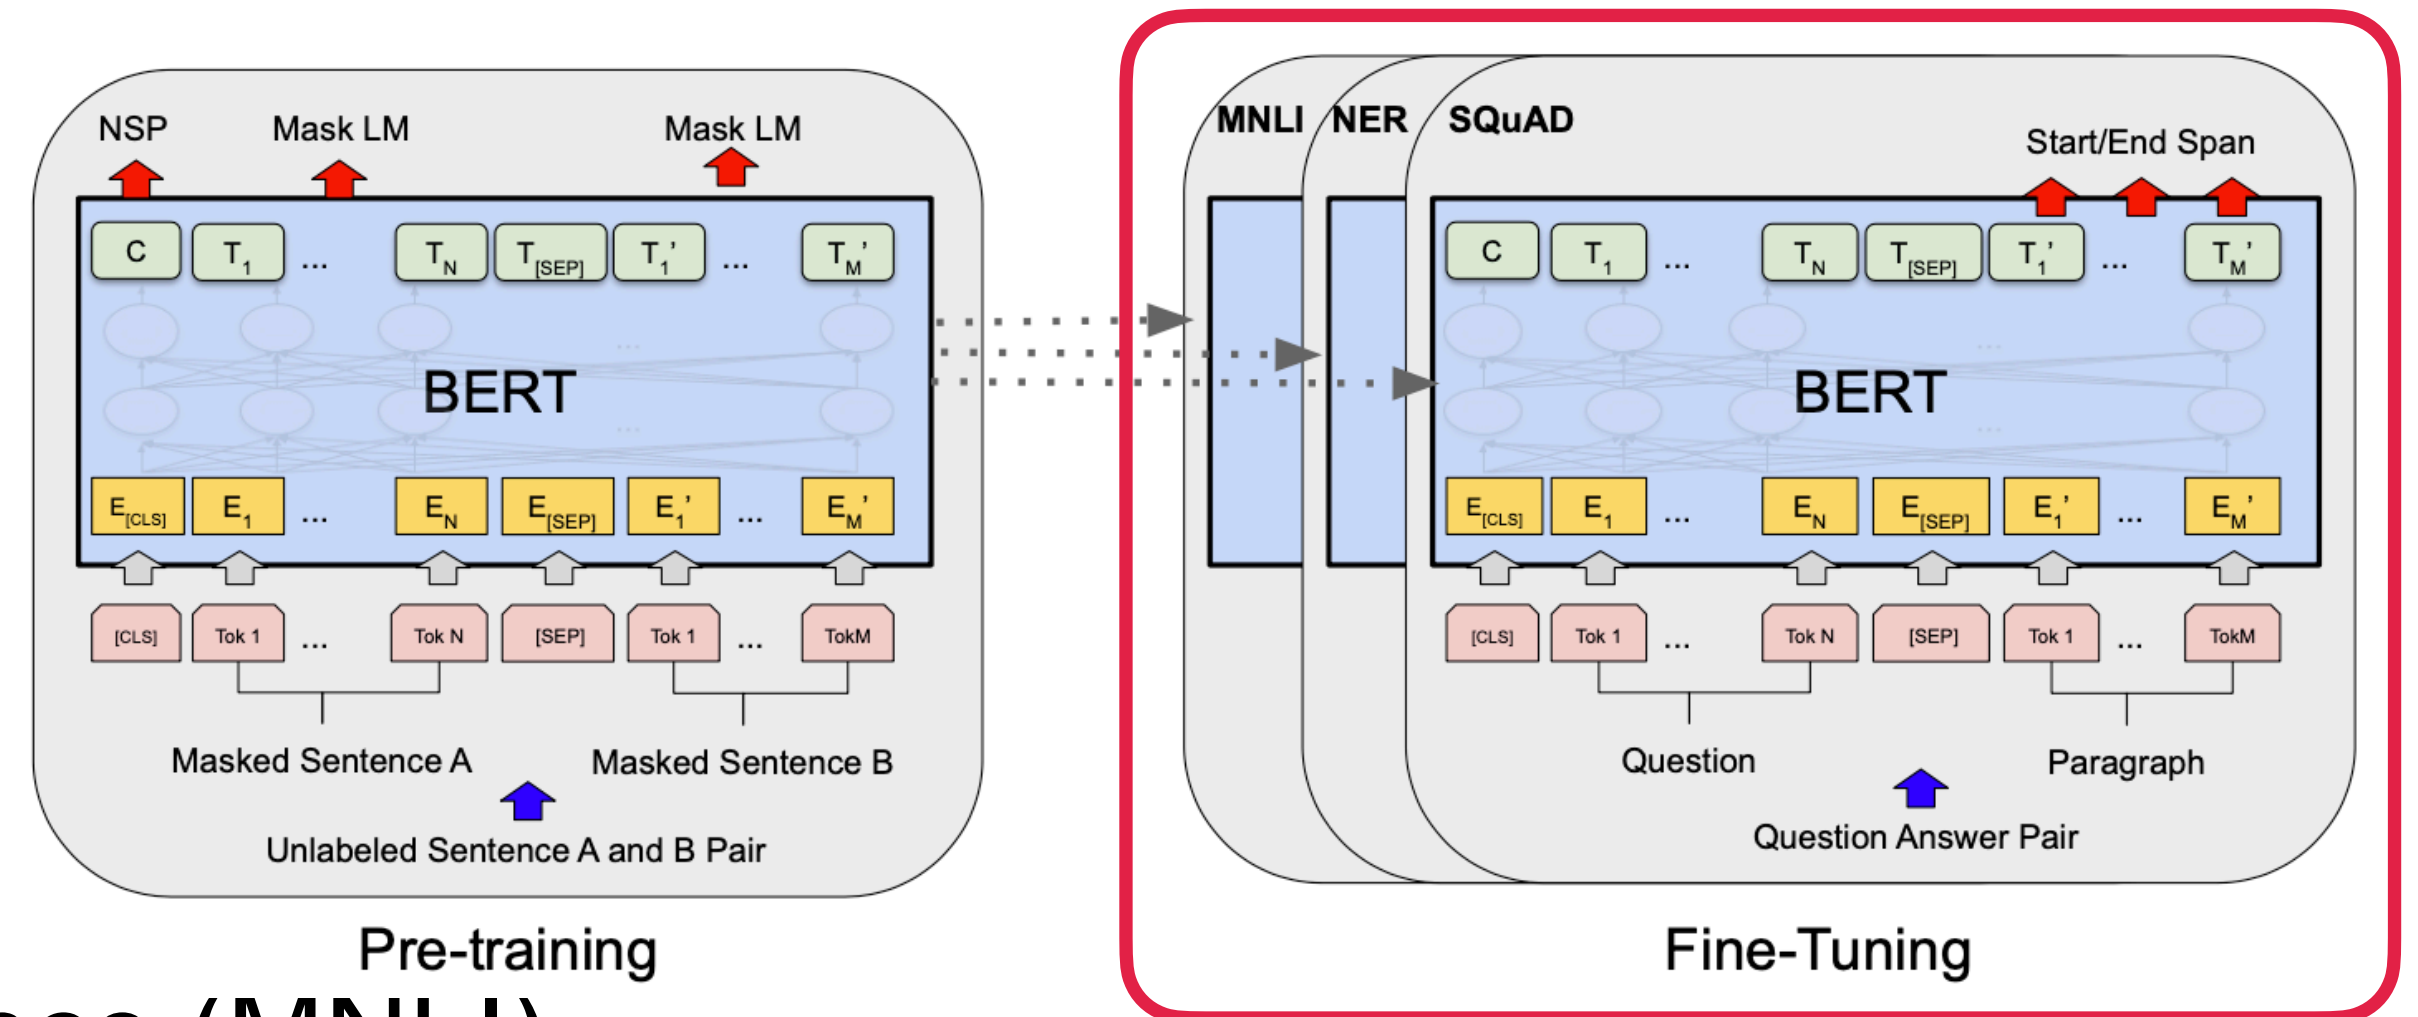 NSP Mask LM Mask LM
C T1 ... TN T[SEP] T1' ... TM'
...
BERT
...
E[CLS] E1 ... EN E[SEP] E1' ... EM'
[CLS] Tok 1 ... Tok N [SEP] Tok 1 ... TokM
Masked Sentence A Masked Sentence B
Unlabeled Sentence A and B Pair
Pre-training
MNLI NER SQuAD
Start/End Span
C T1 ... TN T[SEP] T1' ... TM'
...
BERT
...
E[CLS] E1 ... EN E[SEP] E1' ... EM'
[CLS] Tok 1 ... Tok N [SEP] Tok 1 ... TokM
Question Paragraph
Question Answer Pair
Fine-Tuning
(MNLI)